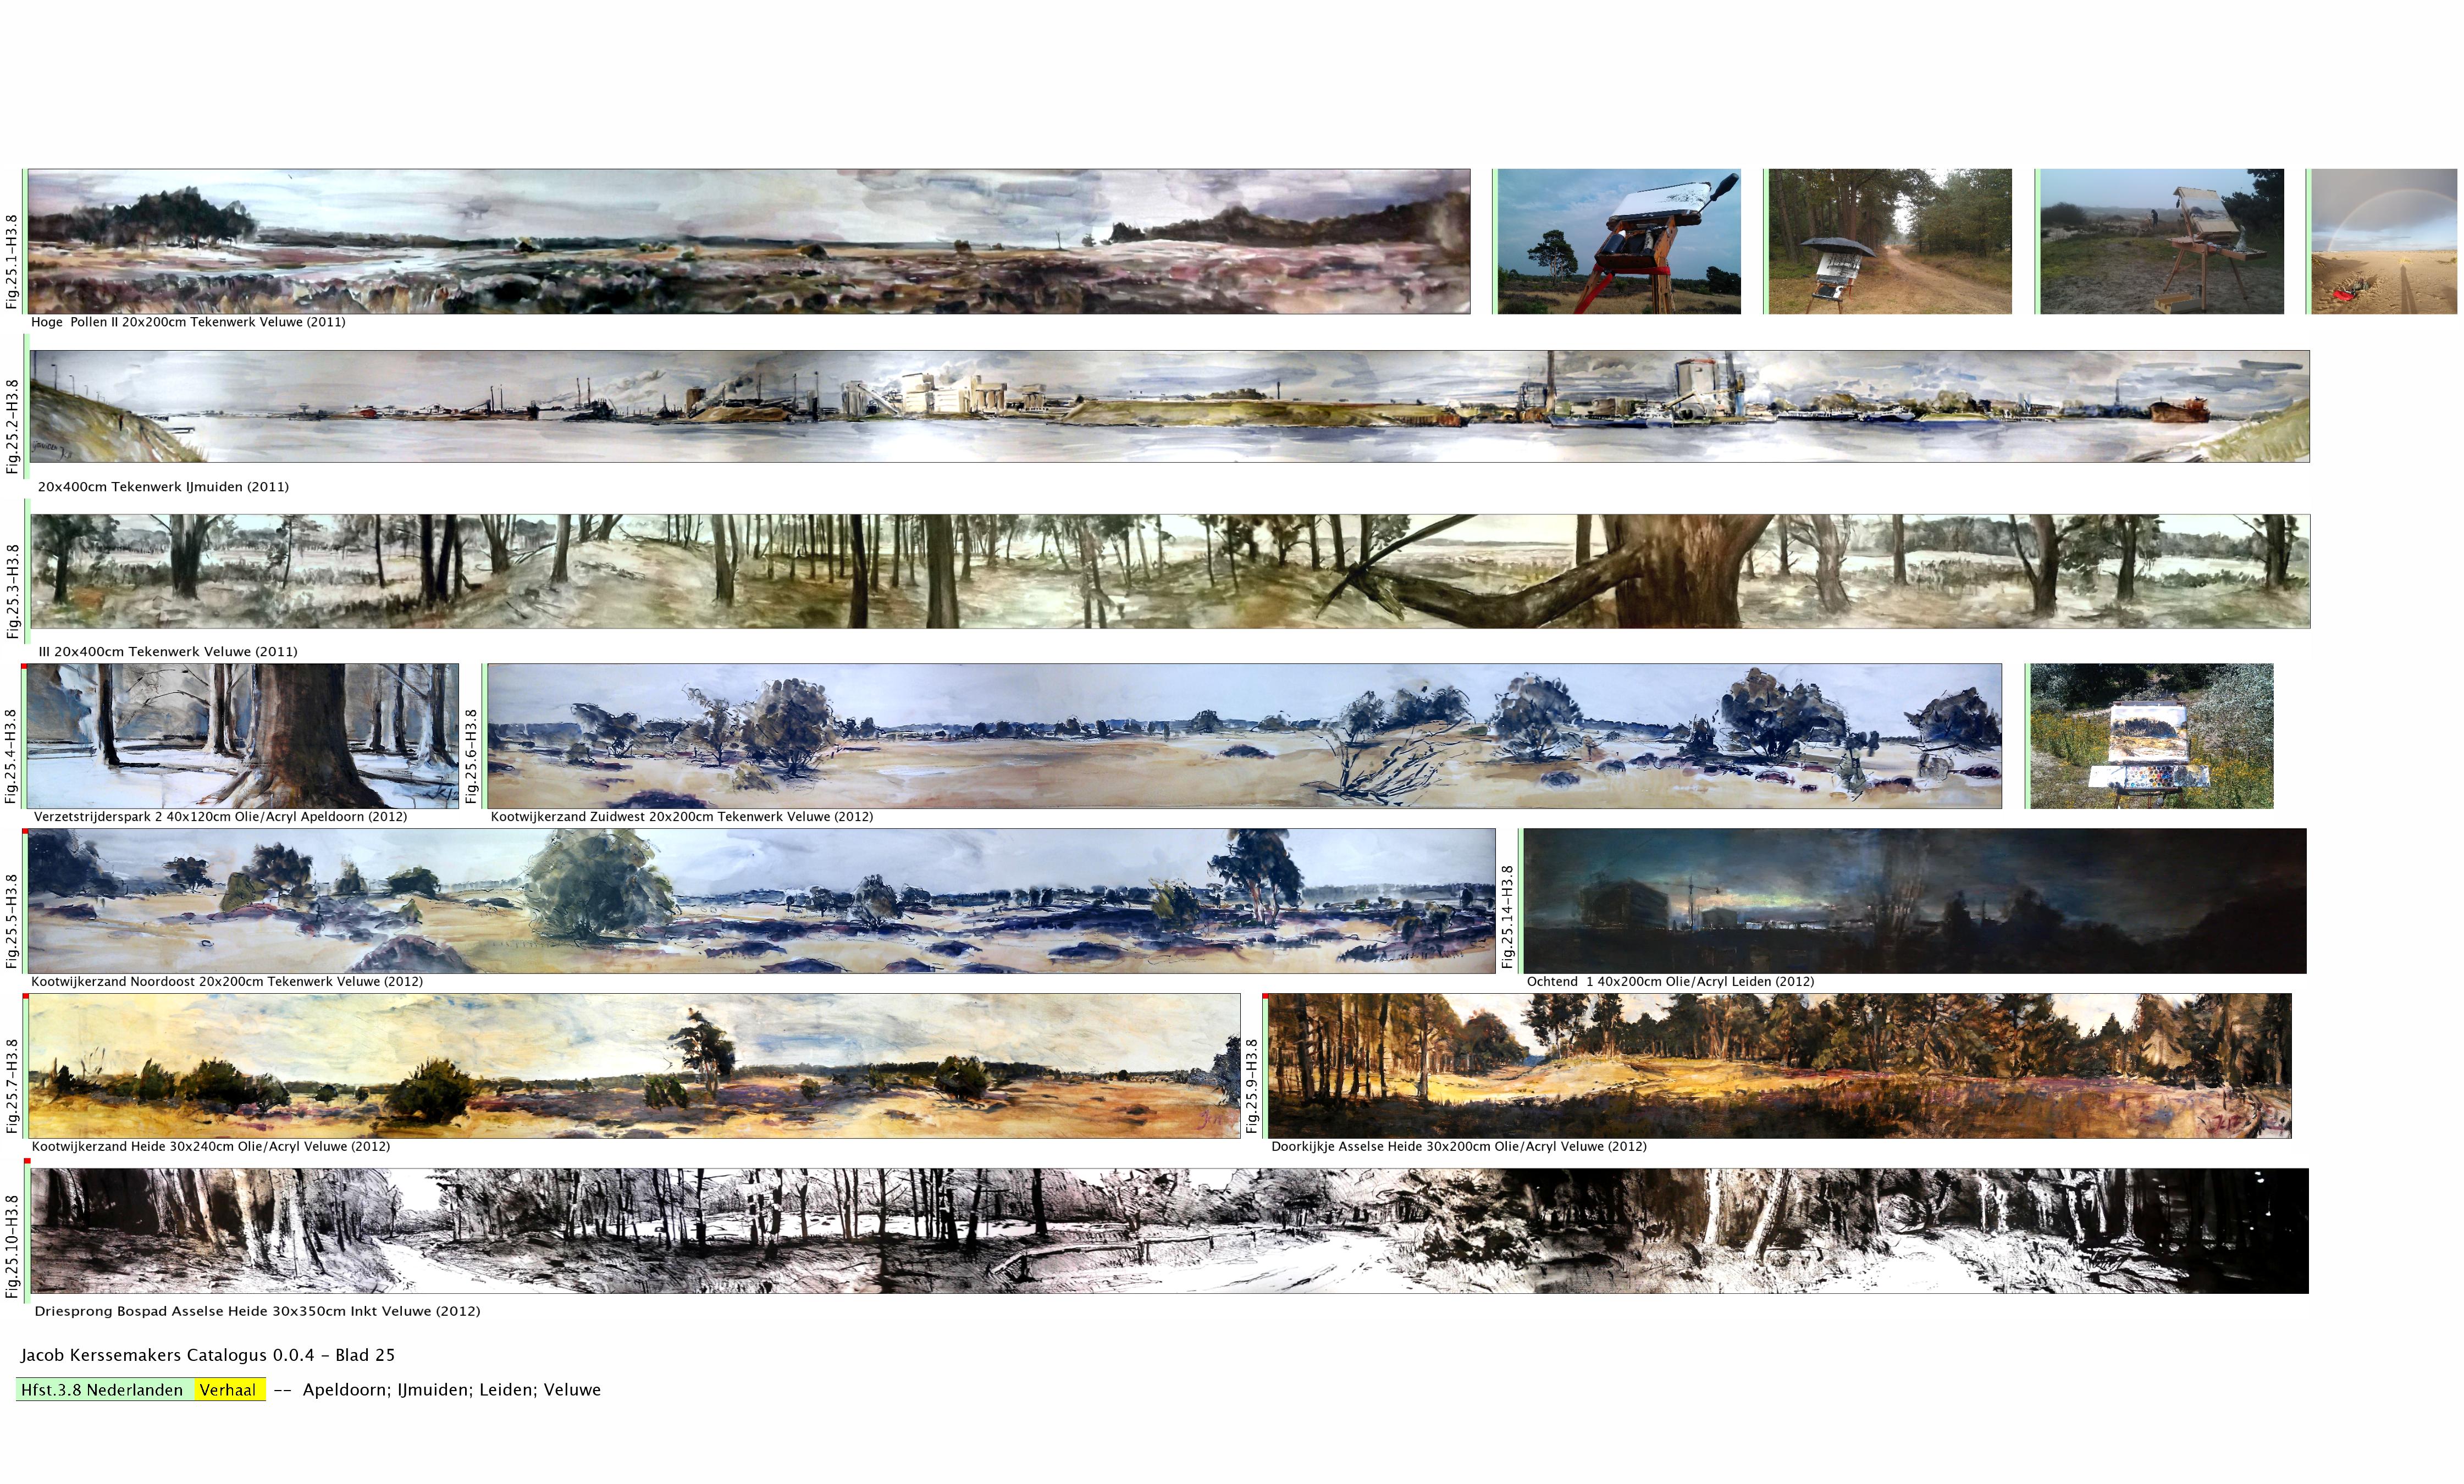 Fig.25.1-H3.8
Hoge Pollen II 20x200cm Tekenwerk Veluwe (2011)
Fig.25.2-H3.8
IJmuiden
20x400cm Tekenwerk IJmuiden (2011)
Fig.25.3-H3.8
III 20x400cm Tekenwerk Veluwe (2011)
Fig.25.4-H3.8
Verzetstrijderspark 2 40x120cm Olie/Acryl Apeldoorn (2012)
Fig.25.6-H3.8
Kootwijkerzand Zuidwest 20x200cm Tekenwerk Veluwe (2012)
Fig.25.5-H3.8
Kootwijkerzand Noordoost 20x200cm Tekenwerk Veluwe (2012)
Fig.25.14-H3.8
Ochtend 1 40x200cm Olie/Acryl Leiden (2012)
Fig.25.7-H3.8
Kootwijkerzand Heide 30x240cm Olie/Acryl Veluwe (2012)
Fig.25.9-H3.8
Doorkijkje Asselse Heide 30x200cm Olie/Acryl Veluwe (2012)
Fig.25.10-H3.8
Driesprong Bospad Asselse Heide 30x350cm Inkt Veluwe (2012)
Jacob Kerssemakers Catalogus 0.0.4 - Blad 25
Hfst.3.8 Nederlanden Verhaal -- Apeldoorn; IJmuiden; Leiden; Veluwe